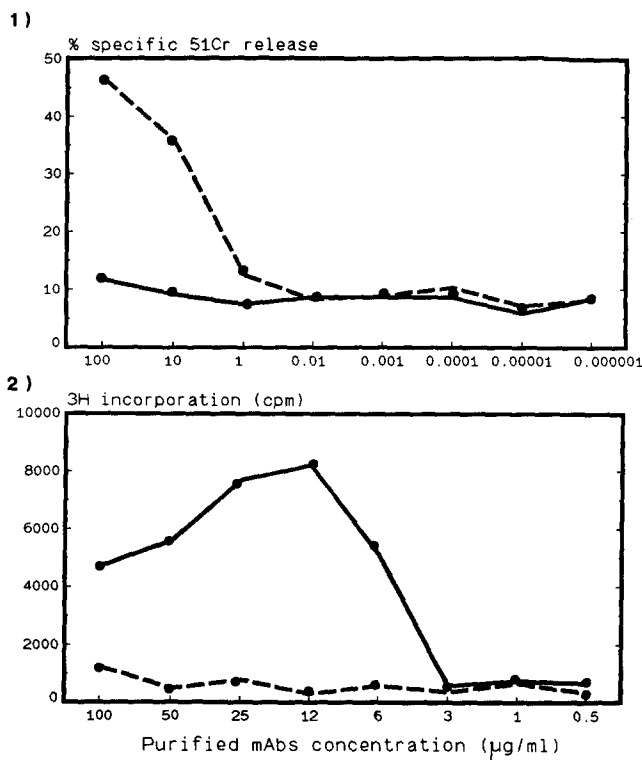 1)
% specific 51Cr release
50
40
30
20
10
0
100 10 1 0.01 0.001 0.0001 0.00001 0.000001
2)
3H incorporation (cpm)
10000
8000
6000
4000
2000
0
100 50 25 12 6 3 1 0.5
Purified mAbs concentration (µg/ml)